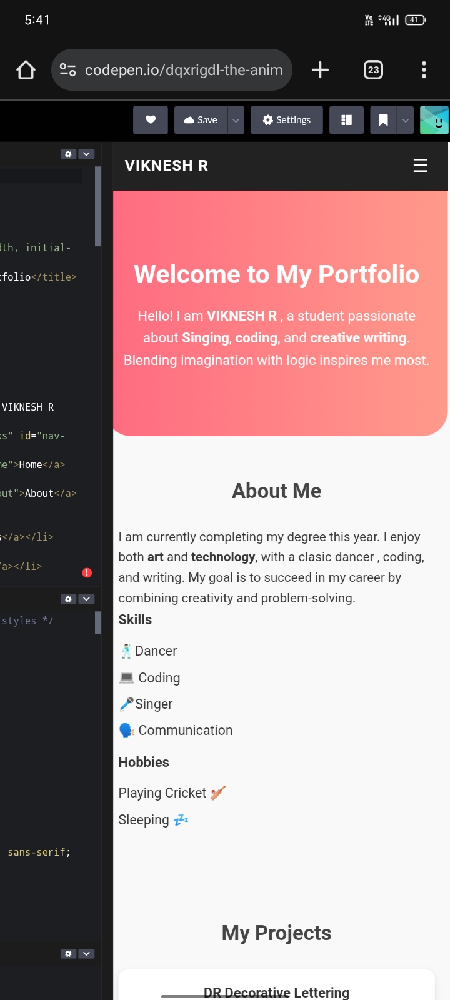 5:41
Vo LTE 4G 41
codepen.io/dqxrigdl-the-anim
23
Save
Settings
dth, initial-
tfolio</title>
VIKNESH R
ks" id="nav-
me">Home</a>
out">About</a>
s</a></li>
/a></li>
styles */
sans-serif;
VIKNESH R
Welcome to My Portfolio
Hello! I am VIKNESH R , a student passionate
about Singing, coding, and creative writing.
Blending imagination with logic inspires me most.
About Me
I am currently completing my degree this year. I enjoy
both art and technology, with a clasic dancer , coding,
and writing. My goal is to succeed in my career by
combining creativity and problem-solving.
Skills
🕺Dancer
💻 Coding
🎤Singer
🗣️ Communication
Hobbies
Playing Cricket 🏏
Sleeping 💤
My Projects
DR Decorative Lettering